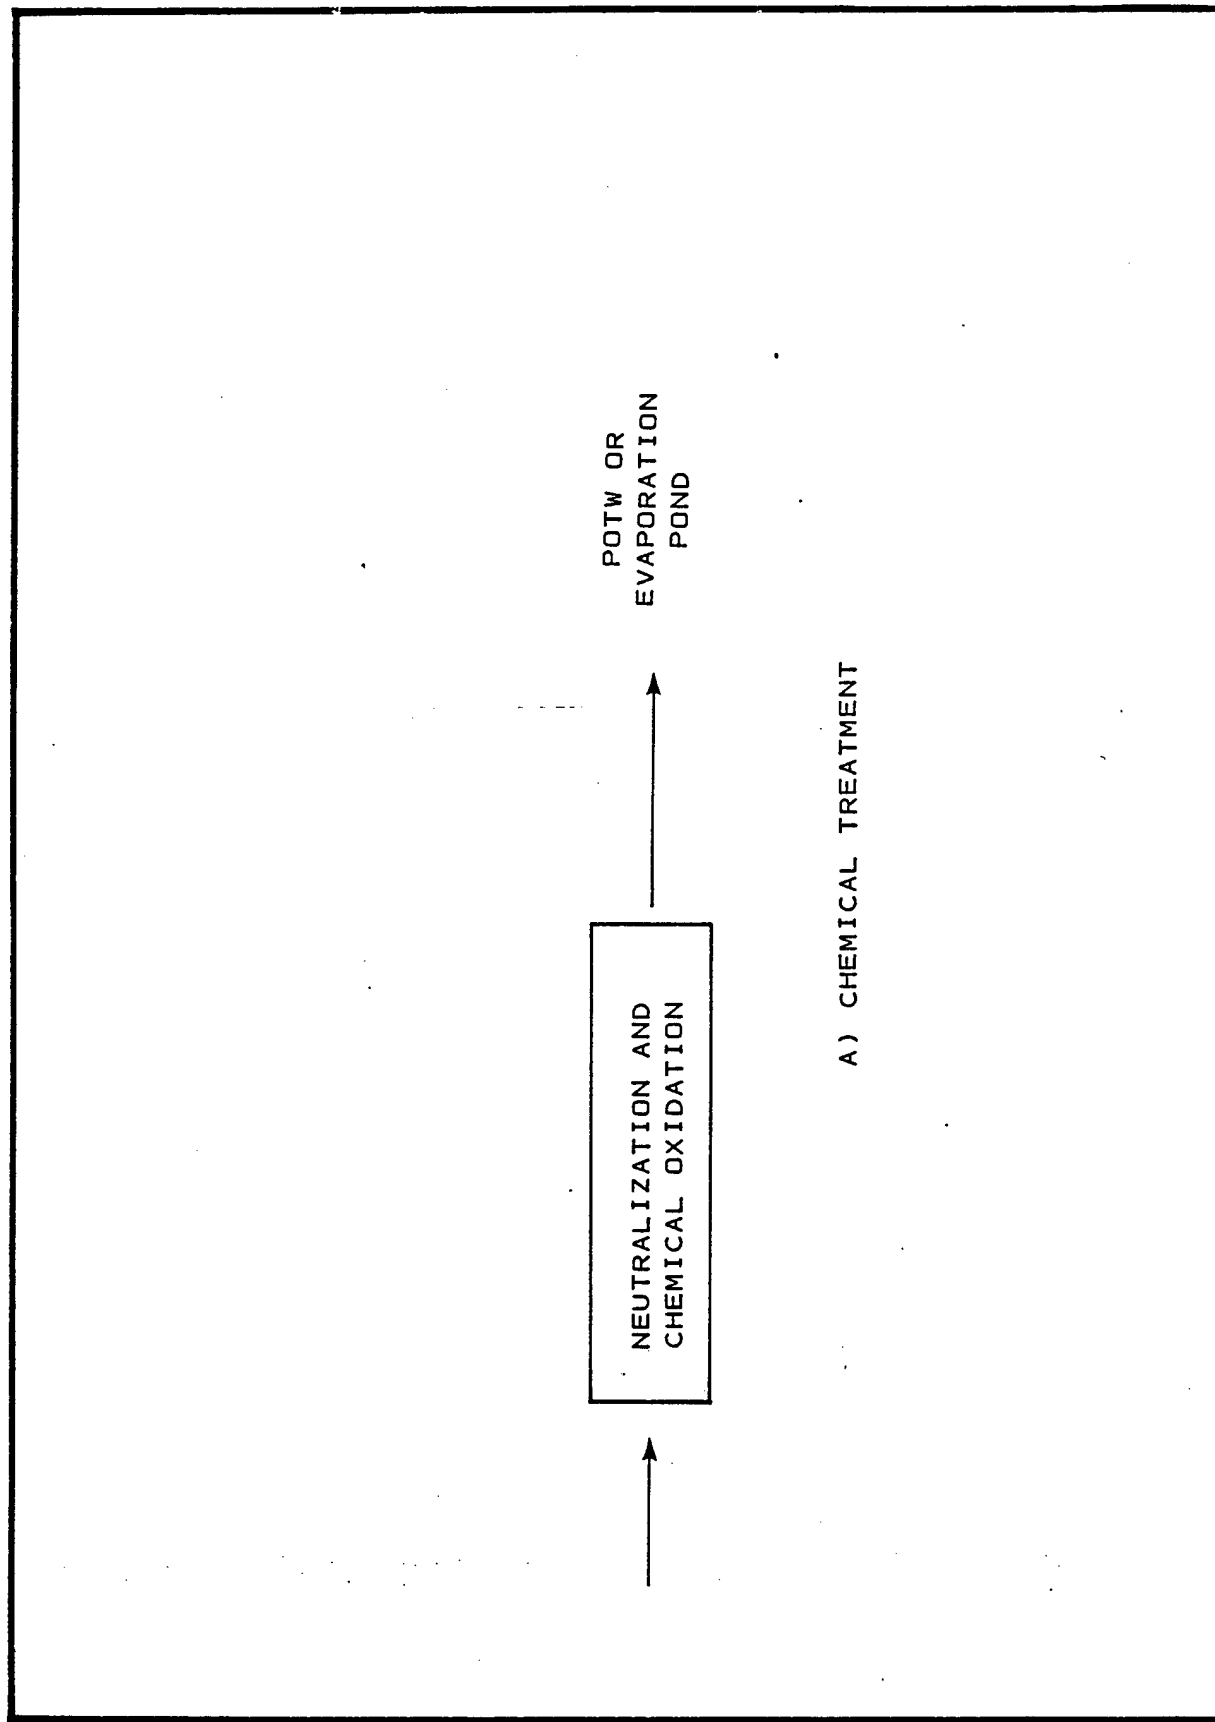 NEUTRALIZATION AND
CHEMICAL OXIDATION
POTW OR
EVAPORATION
POND
A) CHEMICAL TREATMENT